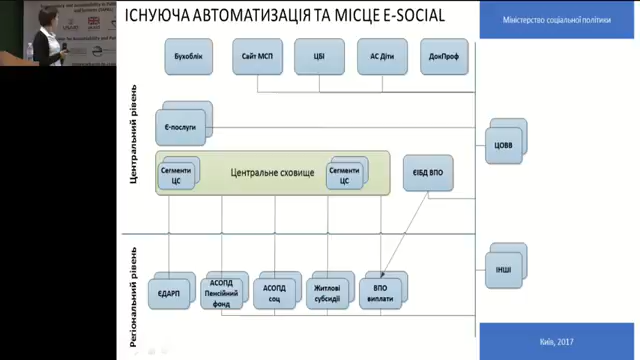 ІСНУЮЧА АВТОМАТИЗАЦІЯ ТА МІСЦЕ E-SOCIAL
Міністерство соціальної політики
Центральний рівень
Бухоблік
Сайт МСП
ЦБі
АС Діти
ДокПроф
Є-послуги
ЦОВВ
Сегменти
ЦС
Центральне сховище
Сегменти
ЦС
ЄІБД ВПО
Регіональний рівень
ЄДАРП
АСОПД
Пенсійний
фонд
АСОПД
соц
Житлові
субсидії
ВПО
виплати
ІНШІ
Київ, 2017